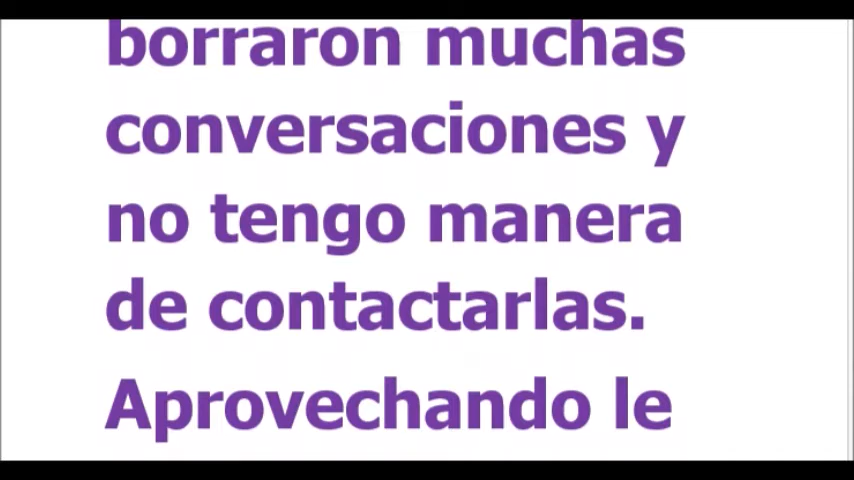 borraron muchas
conversaciones y
no tengo manera
de contactarlas.
Aprovechando le